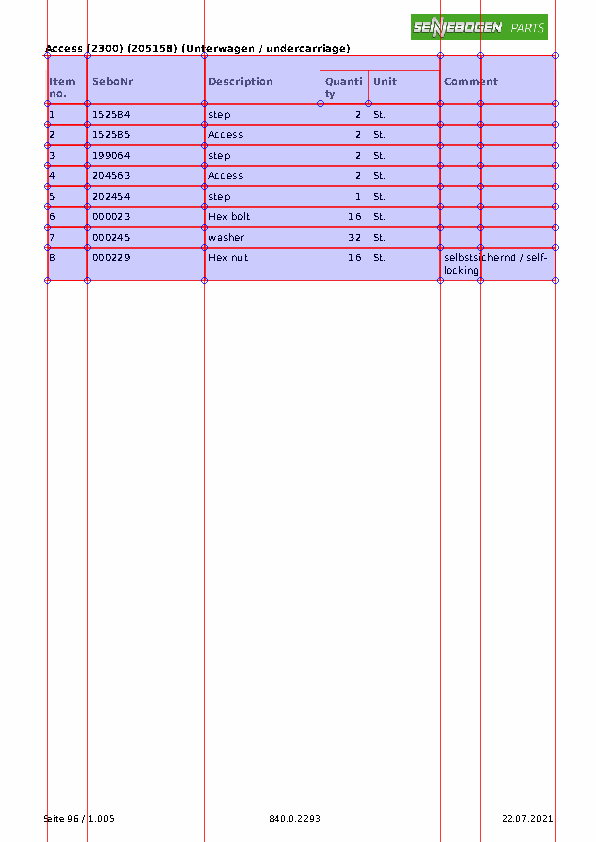 SENNEBOGEN PARTS
Access (2300) (205158) (Unterwagen / undercarriage)
Item no. SeboNr Description Quanti ty Unit Comment
1 152584 step 2 St.
2 152585 Access 2 St.
3 199064 step 2 St.
4 204563 Access 2 St.
5 202454 step 1 St.
6 000023 Hex bolt 16 St.
7 000245 washer 32 St.
8 000229 Hex nut 16 St. selbstsichernd / self-
locking
Seite 96 / 1.005 840.0.2293 22.07.2021